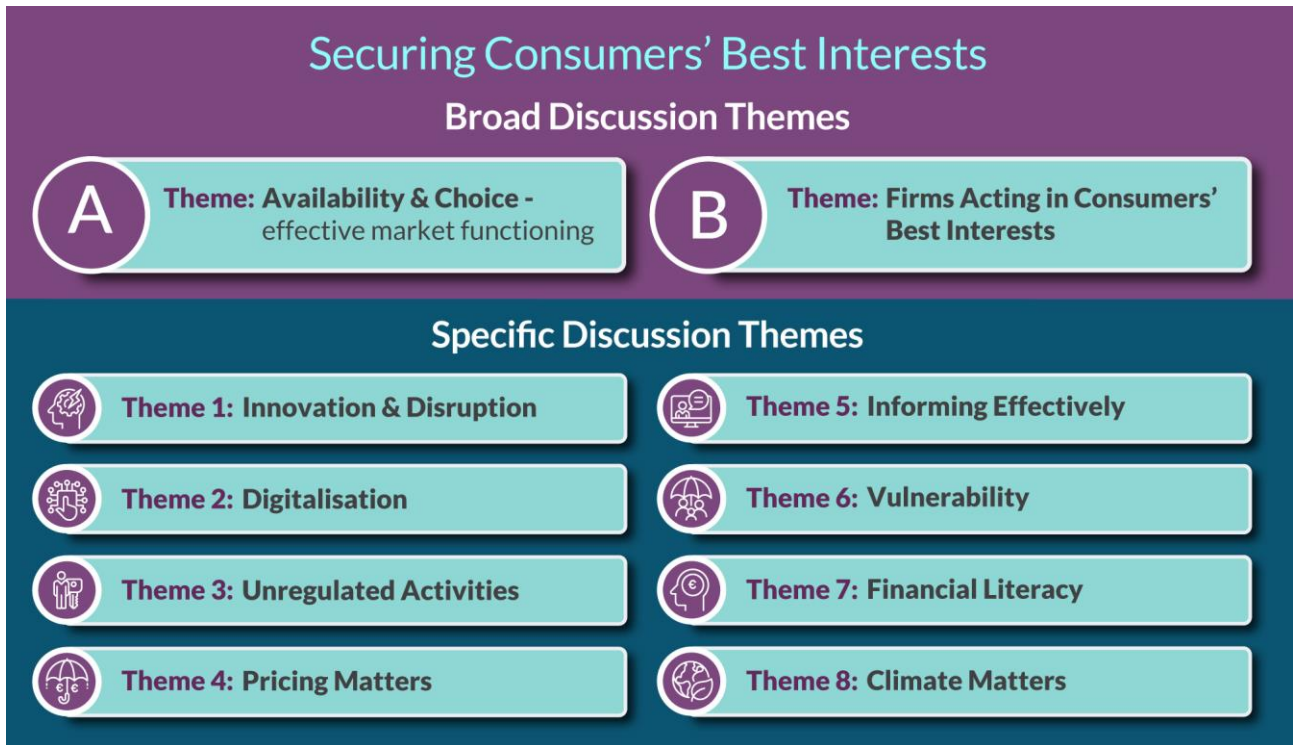 Securing Consumers’ Best Interests
Broad Discussion Themes
A
Theme: Availability & Choice -
effective market functioning
B
Theme: Firms Acting in Consumers’
Best Interests
Specific Discussion Themes
Theme 1: Innovation & Disruption
Theme 2: Digitalisation
Theme 3: Unregulated Activities
Theme 4: Pricing Matters
Theme 5: Informing Effectively
Theme 6: Vulnerability
Theme 7: Financial Literacy
Theme 8: Climate Matters